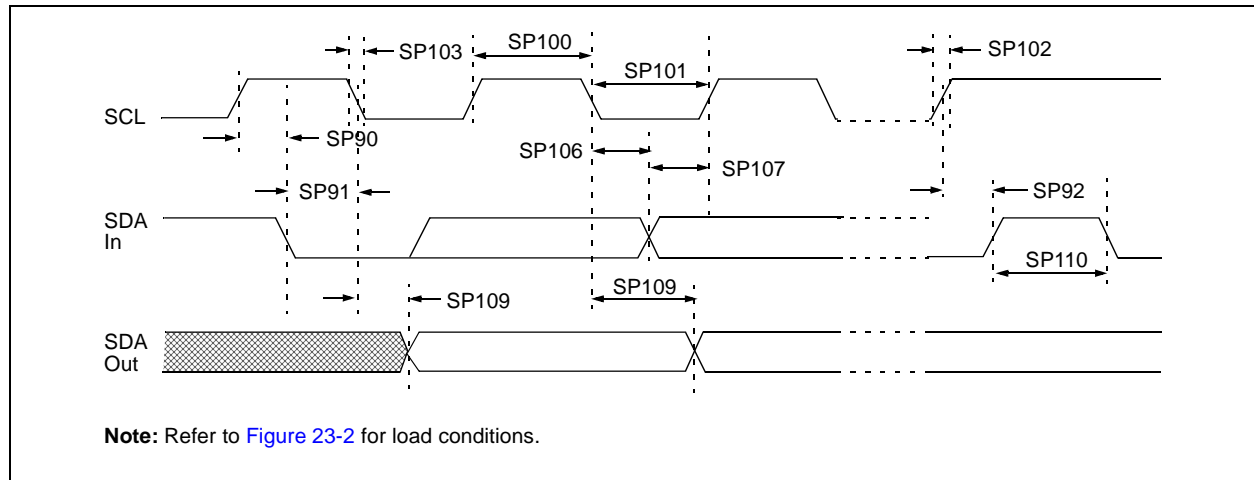 SP103
SP100
SP102
SP101
SCL
SP90
SP106
SP107
SP91
SP92
SDA
In
SP110
SP109
SP109
SDA
Out
Note: Refer to Figure 23-2 for load conditions.